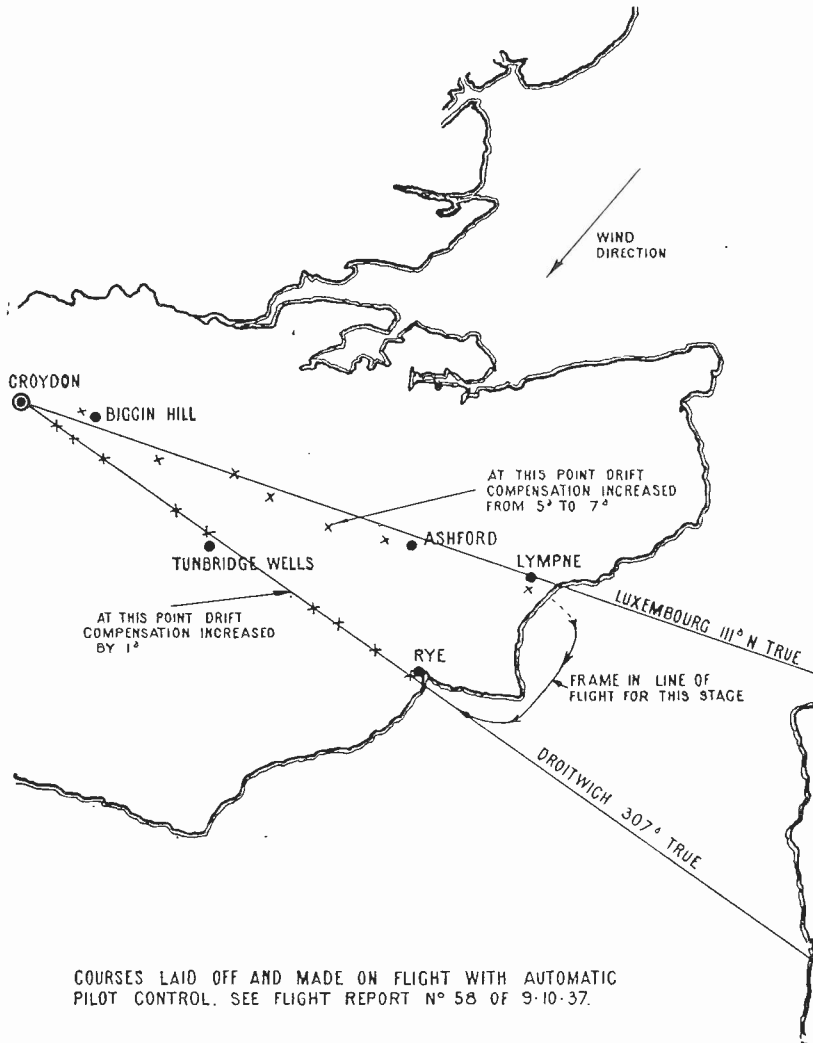 WIND
DIRECTION
CROYDON
BIGGIN HILL
AT THIS POINT DRIFT
COMPENSATION INCREASED
FROM 5° TO 7°
ASHFORD
TUNBRIDGE WELLS
LYMPNE
LUXEMBOURG 111° N TRUE
AT THIS POINT DRIFT
COMPENSATION INCREASED
BY 1°
RYE
FRAME IN LINE OF
FLIGHT FOR THIS STAGE
DROITWICH 307° TRUE
COURSES LAID OFF AND MADE ON FLIGHT WITH AUTOMATIC
PILOT CONTROL. SEE FLIGHT REPORT Nº 58 OF 9·10·37.